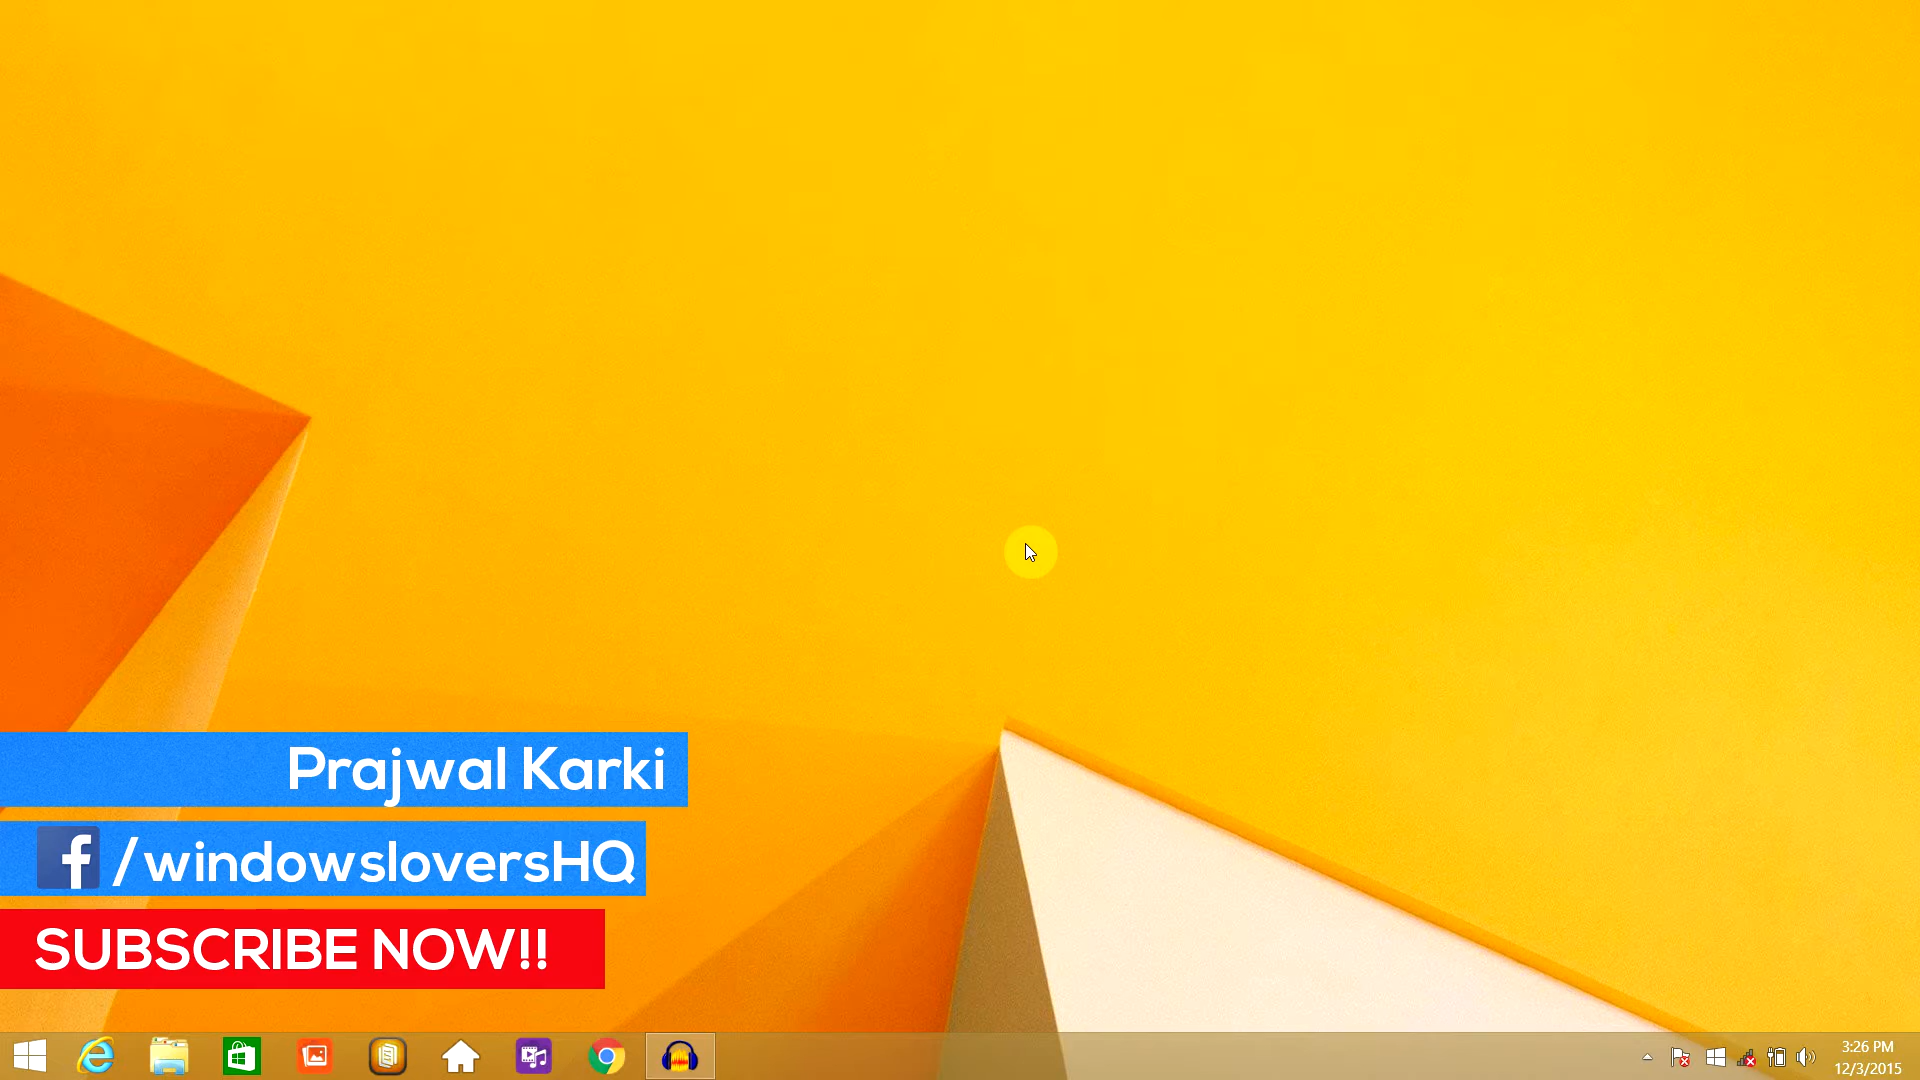 Prajwal Karki
f /windowsloversHQ
SUBSCRIBE NOW!!
3:26 PM
12/3/2015